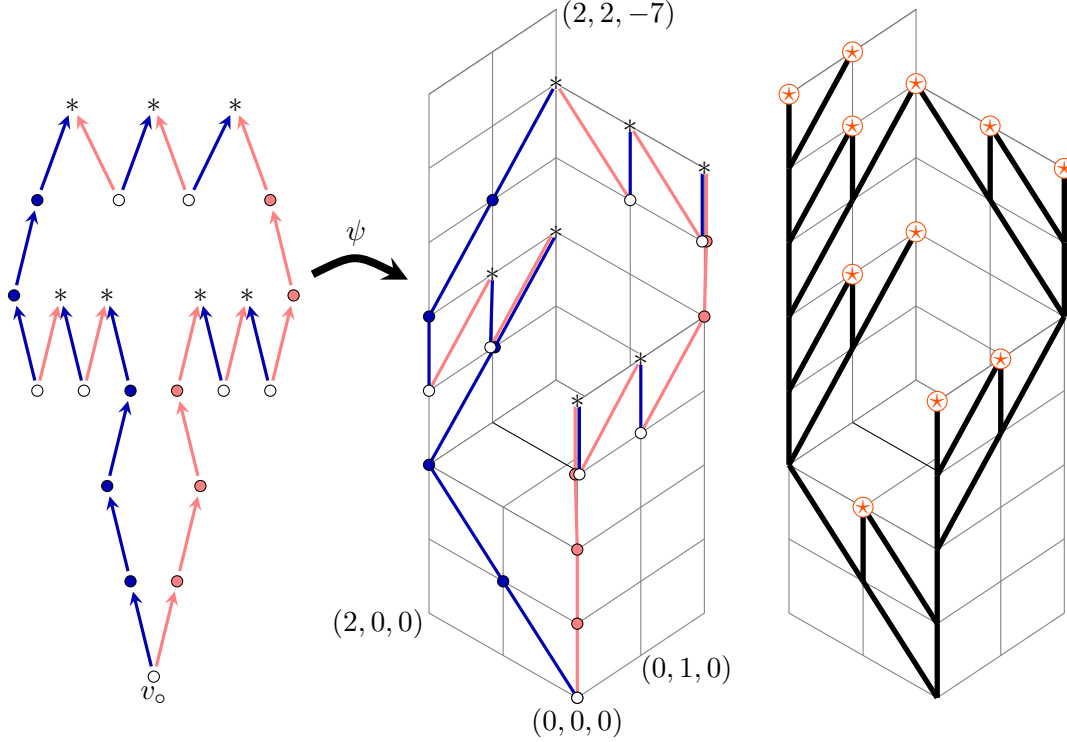 (2, 2, −7)
* * *
ψ
(2, 0, 0)
(0, 1, 0)
v∘
(0, 0, 0)